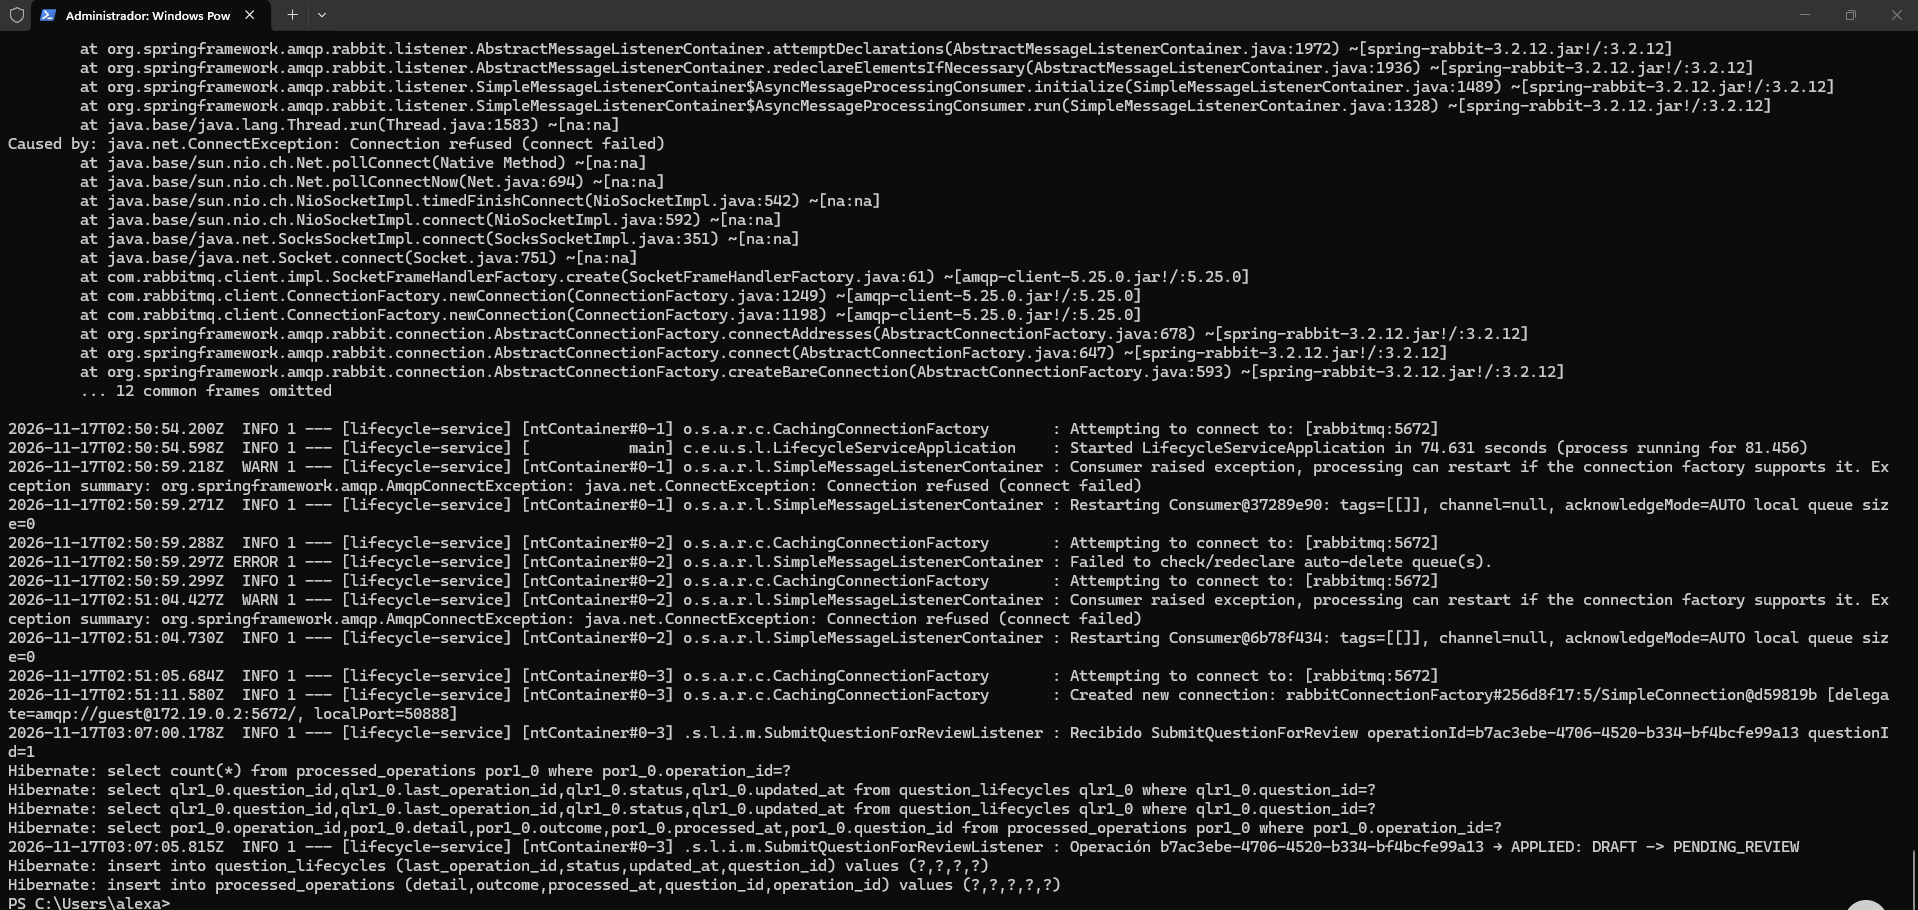 Administrador: Windows Pow
at org.springframework.amqp.rabbit.listener.AbstractMessageListenerContainer.attemptDeclarations(AbstractMessageListenerContainer.java:1972) ~[spring-rabbit-3.2.12.jar!/:3.2.12]
at org.springframework.amqp.rabbit.listener.AbstractMessageListenerContainer.redeclareElementsIfNecessary(AbstractMessageListenerContainer.java:1936) ~[spring-rabbit-3.2.12.jar!/:3.2.12]
at org.springframework.amqp.rabbit.listener.SimpleMessageListenerContainer$AsyncMessageProcessingConsumer.initialize(SimpleMessageListenerContainer.java:1489) ~[spring-rabbit-3.2.12.jar!/:3.2.12]
at org.springframework.amqp.rabbit.listener.SimpleMessageListenerContainer$AsyncMessageProcessingConsumer.run(SimpleMessageListenerContainer.java:1328) ~[spring-rabbit-3.2.12.jar!/:3.2.12]
at java.base/java.lang.Thread.run(Thread.java:1583) ~[na:na]
Caused by: java.net.ConnectException: Connection refused (connect failed)
at java.base/sun.nio.ch.Net.pollConnect(Native Method) ~[na:na]
at java.base/sun.nio.ch.Net.pollConnectNow(Net.java:694) ~[na:na]
at java.base/sun.nio.ch.NioSocketImpl.timedFinishConnect(NioSocketImpl.java:542) ~[na:na]
at java.base/sun.nio.ch.NioSocketImpl.connect(NioSocketImpl.java:592) ~[na:na]
at java.base/java.net.SocksSocketImpl.connect(SocksSocketImpl.java:351) ~[na:na]
at java.base/java.net.Socket.connect(Socket.java:751) ~[na:na]
at com.rabbitmq.client.impl.SocketFrameHandlerFactory.create(SocketFrameHandlerFactory.java:61) ~[amqp-client-5.25.0.jar!/:5.25.0]
at com.rabbitmq.client.ConnectionFactory.newConnection(ConnectionFactory.java:1249) ~[amqp-client-5.25.0.jar!/:5.25.0]
at com.rabbitmq.client.ConnectionFactory.newConnection(ConnectionFactory.java:1198) ~[amqp-client-5.25.0.jar!/:5.25.0]
at org.springframework.amqp.rabbit.connection.AbstractConnectionFactory.connectAddresses(AbstractConnectionFactory.java:678) ~[spring-rabbit-3.2.12.jar!/:3.2.12]
at org.springframework.amqp.rabbit.connection.AbstractConnectionFactory.connect(AbstractConnectionFactory.java:647) ~[spring-rabbit-3.2.12.jar!/:3.2.12]
at org.springframework.amqp.rabbit.connection.AbstractConnectionFactory.createBareConnection(AbstractConnectionFactory.java:593) ~[spring-rabbit-3.2.12.jar!/:3.2.12]
... 12 common frames omitted
2026-11-17T02:50:54.200Z  INFO 1 --- [lifecycle-service] [ntContainer#0-1] o.s.a.r.c.CachingConnectionFactory       : Attempting to connect to: [rabbitmq:5672]
2026-11-17T02:50:54.598Z  INFO 1 --- [lifecycle-service] [           main] c.e.u.s.l.LifecycleServiceApplication    : Started LifecycleServiceApplication in 74.631 seconds (process running for 81.456)
2026-11-17T02:50:59.218Z  WARN 1 --- [lifecycle-service] [ntContainer#0-1] o.s.a.r.l.SimpleMessageListenerContainer : Consumer raised exception, processing can restart if the connection factory supports it. Ex
ception summary: org.springframework.amqp.AmqpConnectException: java.net.ConnectException: Connection refused (connect failed)
2026-11-17T02:50:59.271Z  INFO 1 --- [lifecycle-service] [ntContainer#0-1] o.s.a.r.l.SimpleMessageListenerContainer : Restarting Consumer@37289e90: tags=[[]], channel=null, acknowledgeMode=AUTO local queue siz
e=0
2026-11-17T02:50:59.288Z  INFO 1 --- [lifecycle-service] [ntContainer#0-2] o.s.a.r.c.CachingConnectionFactory       : Attempting to connect to: [rabbitmq:5672]
2026-11-17T02:50:59.297Z ERROR 1 --- [lifecycle-service] [ntContainer#0-2] o.s.a.r.l.SimpleMessageListenerContainer : Failed to check/redeclare auto-delete queue(s).
2026-11-17T02:50:59.299Z  INFO 1 --- [lifecycle-service] [ntContainer#0-2] o.s.a.r.c.CachingConnectionFactory       : Attempting to connect to: [rabbitmq:5672]
2026-11-17T02:51:04.427Z  WARN 1 --- [lifecycle-service] [ntContainer#0-2] o.s.a.r.l.SimpleMessageListenerContainer : Consumer raised exception, processing can restart if the connection factory supports it. Ex
ception summary: org.springframework.amqp.AmqpConnectException: java.net.ConnectException: Connection refused (connect failed)
2026-11-17T02:51:04.730Z  INFO 1 --- [lifecycle-service] [ntContainer#0-2] o.s.a.r.l.SimpleMessageListenerContainer : Restarting Consumer@6b78f434: tags=[[]], channel=null, acknowledgeMode=AUTO local queue siz
e=0
2026-11-17T02:51:05.684Z  INFO 1 --- [lifecycle-service] [ntContainer#0-3] o.s.a.r.c.CachingConnectionFactory       : Attempting to connect to: [rabbitmq:5672]
2026-11-17T02:51:11.580Z  INFO 1 --- [lifecycle-service] [ntContainer#0-3] o.s.a.r.c.CachingConnectionFactory       : Created new connection: rabbitConnectionFactory#256d8f17:5/SimpleConnection@d59819b [delega
te=amqp://guest@172.19.0.2:5672/, localPort=50888]
2026-11-17T03:07:00.178Z  INFO 1 --- [lifecycle-service] [ntContainer#0-3] .s.l.i.m.SubmitQuestionForReviewListener : Recibido SubmitQuestionForReview operationId=b7ac3ebe-4706-4520-b334-bf4bcfe99a13 questionI
d=1
Hibernate: select count(*) from processed_operations por1_0 where por1_0.operation_id=?
Hibernate: select qlr1_0.question_id,qlr1_0.last_operation_id,qlr1_0.status,qlr1_0.updated_at from question_lifecycles qlr1_0 where qlr1_0.question_id=?
Hibernate: select qlr1_0.question_id,qlr1_0.last_operation_id,qlr1_0.status,qlr1_0.updated_at from question_lifecycles qlr1_0 where qlr1_0.question_id=?
Hibernate: select por1_0.operation_id,por1_0.detail,por1_0.outcome,por1_0.processed_at,por1_0.question_id from processed_operations por1_0 where por1_0.operation_id=?
2026-11-17T03:07:05.815Z  INFO 1 --- [lifecycle-service] [ntContainer#0-3] .s.l.i.m.SubmitQuestionForReviewListener : Operación b7ac3ebe-4706-4520-b334-bf4bcfe99a13 → APPLIED: DRAFT -> PENDING_REVIEW
Hibernate: insert into question_lifecycles (last_operation_id,status,updated_at,question_id) values (?,?,?,?)
Hibernate: insert into processed_operations (detail,outcome,processed_at,question_id,operation_id) values (?,?,?,?,?)
PS C:\Users\alexa>